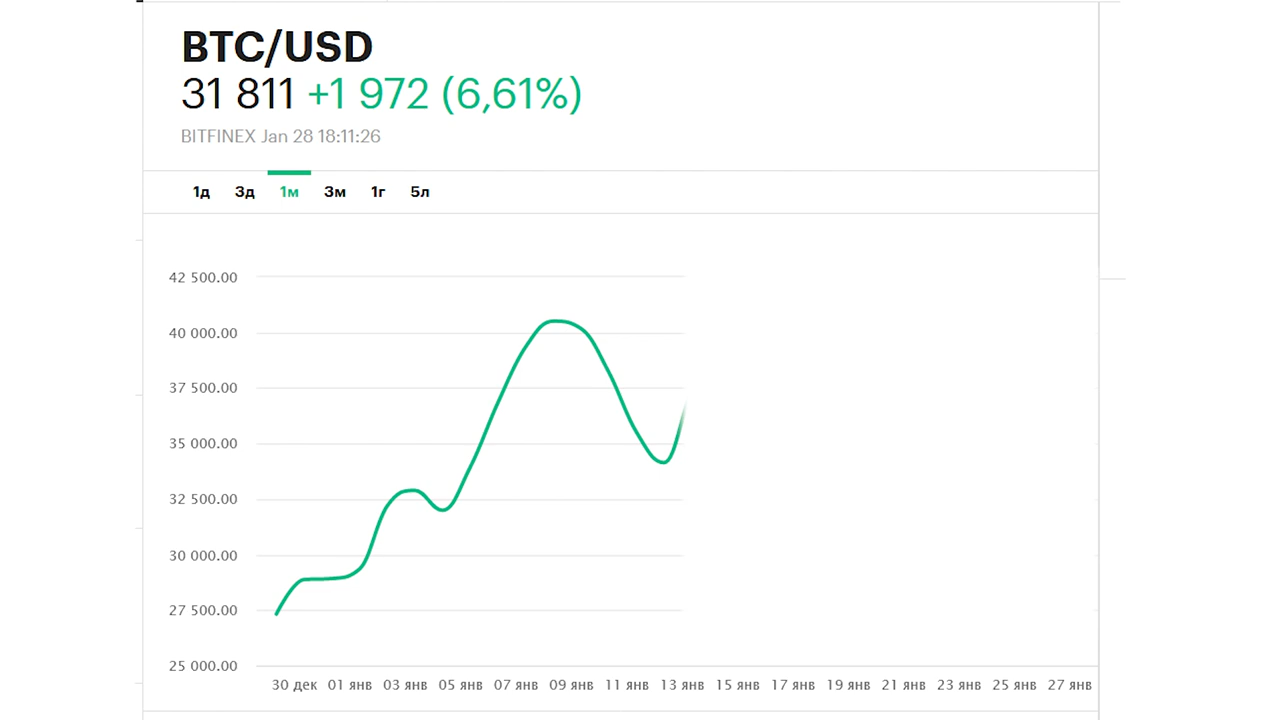 BTC/USD
31 811 +1 972 (6,61%)
BITFINEX Jan 28 18:11:26
1д 3д 1м 3м 1г 5л
42 500.00
40 000.00
37 500.00
35 000.00
32 500.00
30 000.00
27 500.00
25 000.00
30 дек 01 янв 03 янв 05 янв 07 янв 09 янв 11 янв 13 янв 15 янв 17 янв 19 янв 21 янв 23 янв 25 янв 27 янв